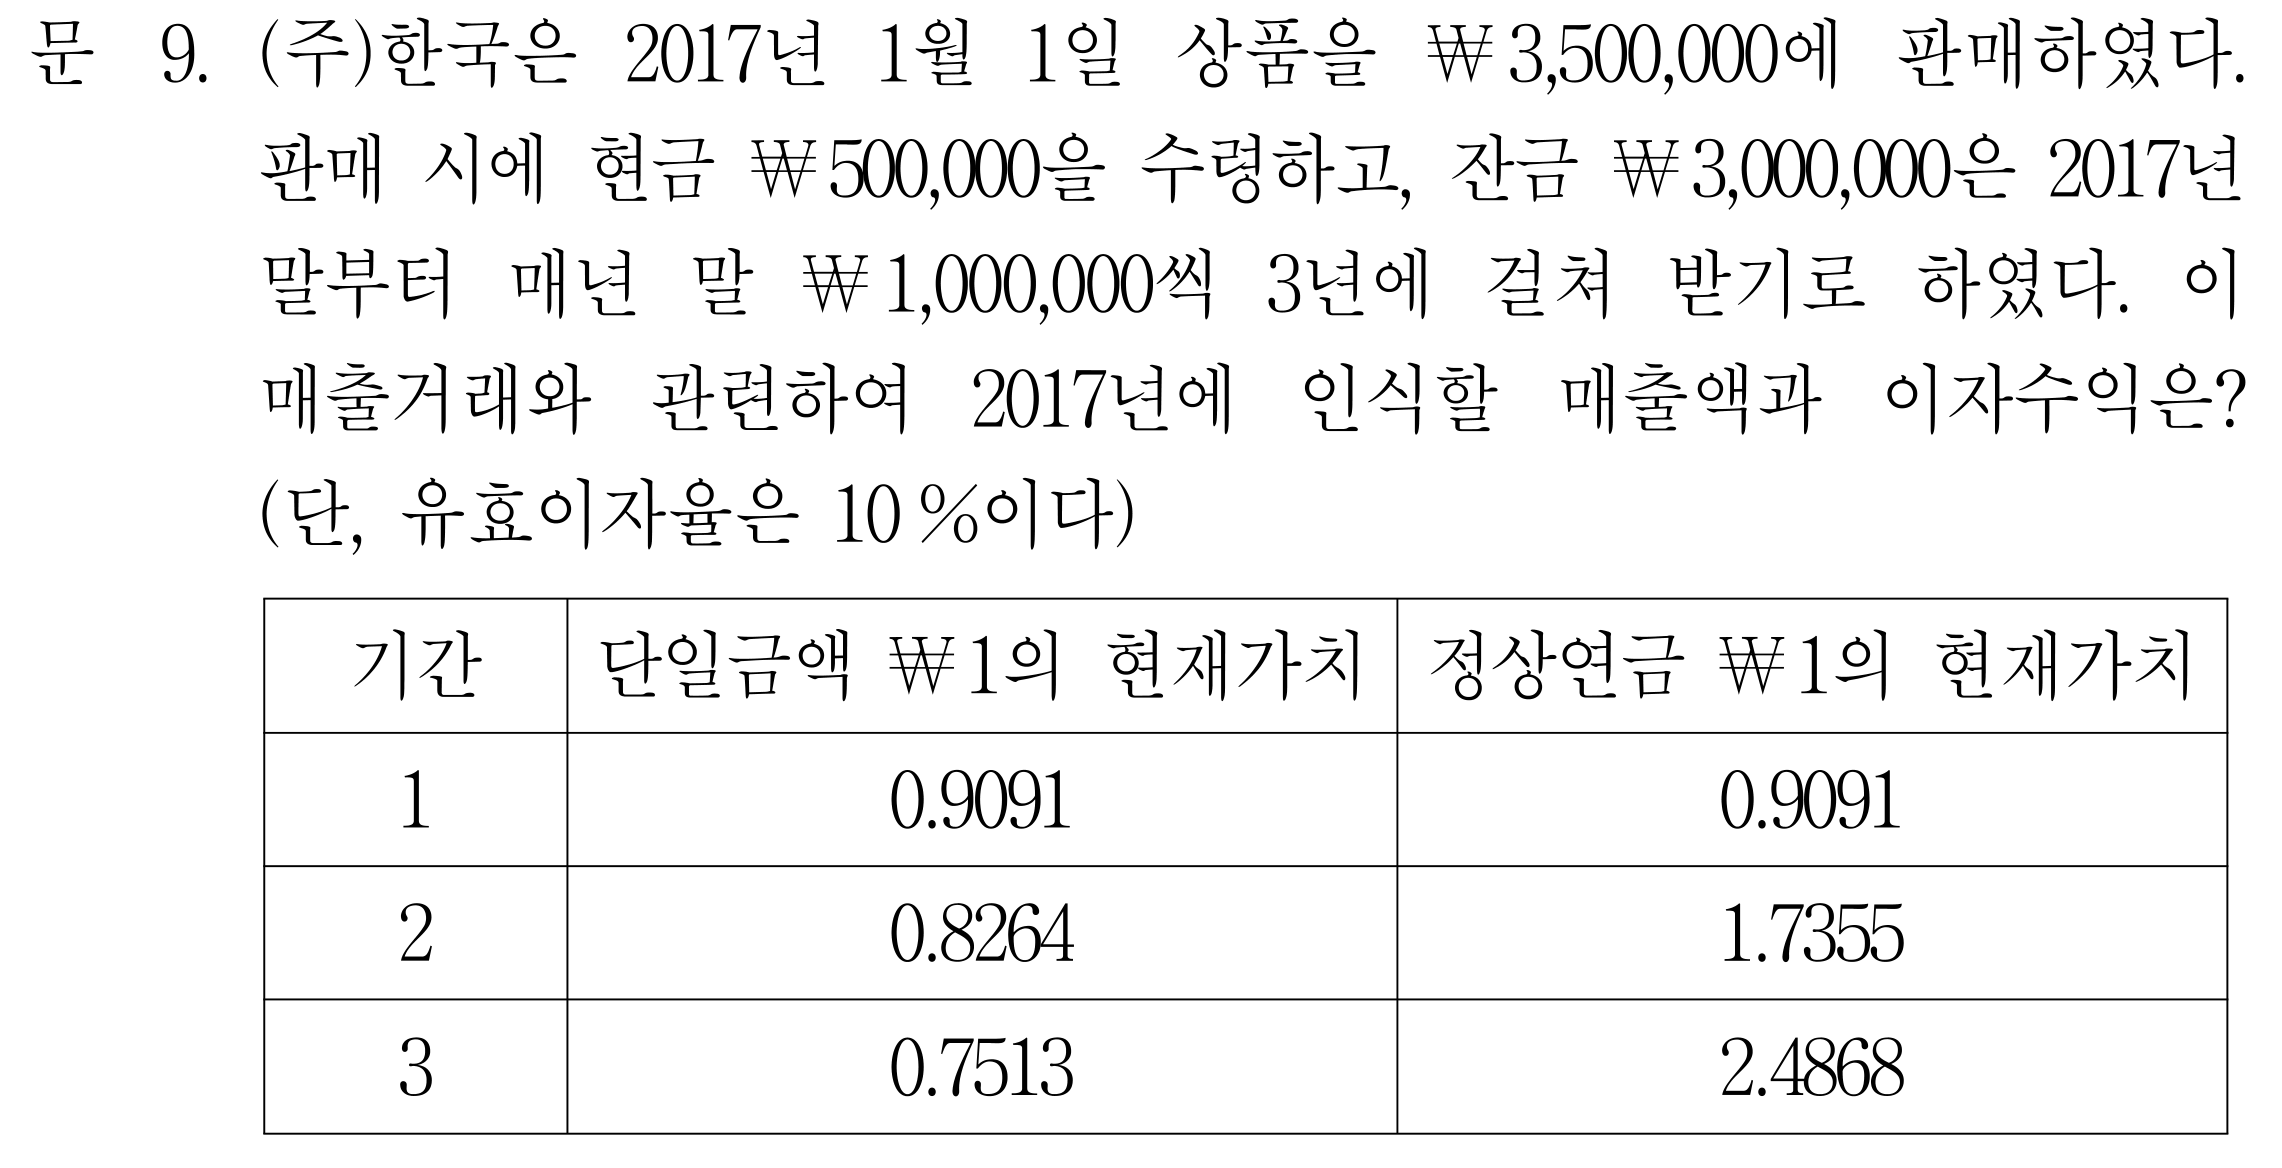 문 9. (주)한국은 2017년 1월 1일 상품을 ₩3,500,000에 판매하였다.
판매 시에 현금 ₩500,000을 수령하고, 잔금 ₩3,000,000은 2017년
말부터 매년 말 ₩1,000,000씩 3년에 걸쳐 받기로 하였다. 이
매출거래와 관련하여 2017년에 인식할 매출액과 이자수익은?
(단, 유효이자율은 10 %이다)
기간 단일금액 ₩1의 현재가치 정상연금 ₩1의 현재가치
1 0.9091 0.9091
2 0.8264 1.7355
3 0.7513 2.4868